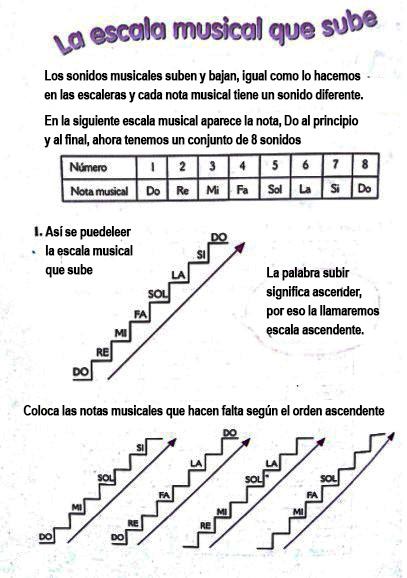 La escala musical que sube
Los sonidos musicales suben y bajan, igual como lo hacemos
en las escaleras y cada nota musical tiene un sonido diferente.
En la siguiente escala musical aparece la nota, Do al principio
y al final, ahora tenemos un conjunto de 8 sonidos
Número 1 2 3 4 5 6 7 8
Nota musical Do Re Mi Fa Sol La Si Do
1. Así se puedeleer
la escala musical
que sube
DO
SI
LA
SOL
FA
MI
RE
DO
La palabra subir
significa ascender,
por eso la llamaremos
escala ascendente.
Coloca las notas musicales que hacen falta según el orden ascendente
SI
SOL
MI
DO
DO
LA
FA
RE
DO
LA
SOL
MI
RE
SOL
FA
MI